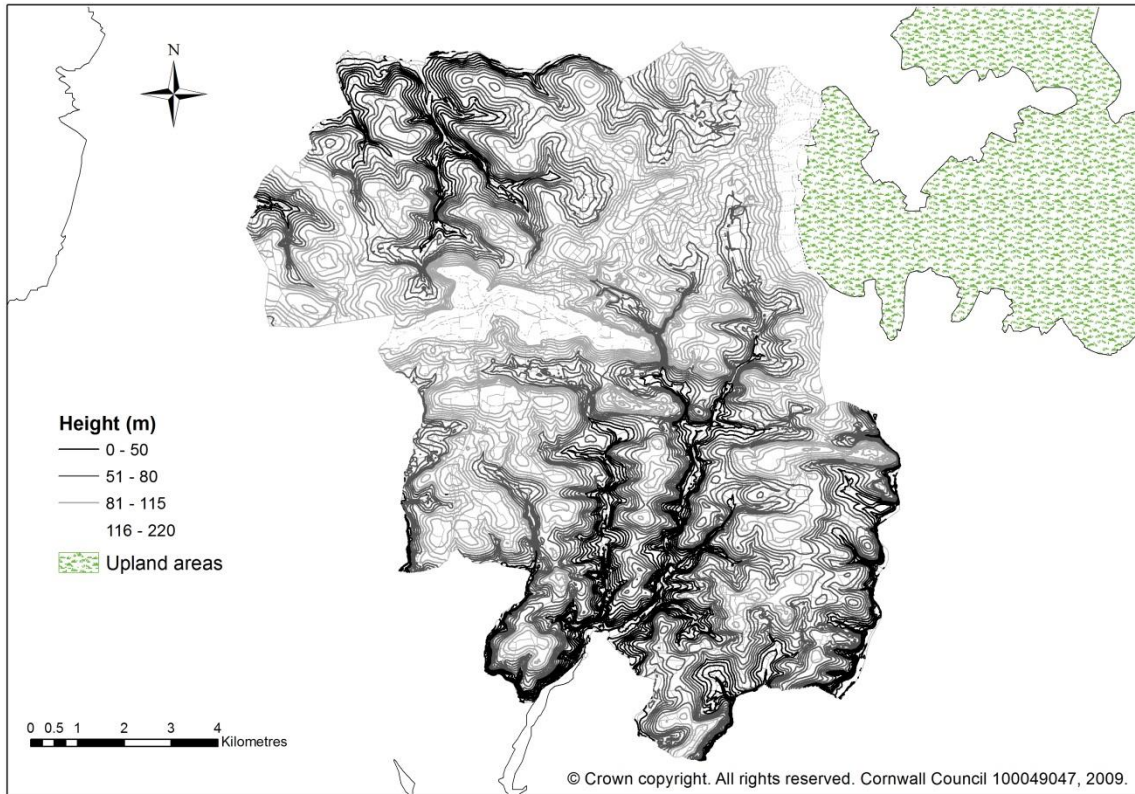 N
Height (m)
0 - 50
51 - 80
81 - 115
116 - 220
Upland areas
0 0.5 1 2 3 4
Kilometres
© Crown copyright. All rights reserved. Cornwall Council 100049047, 2009.